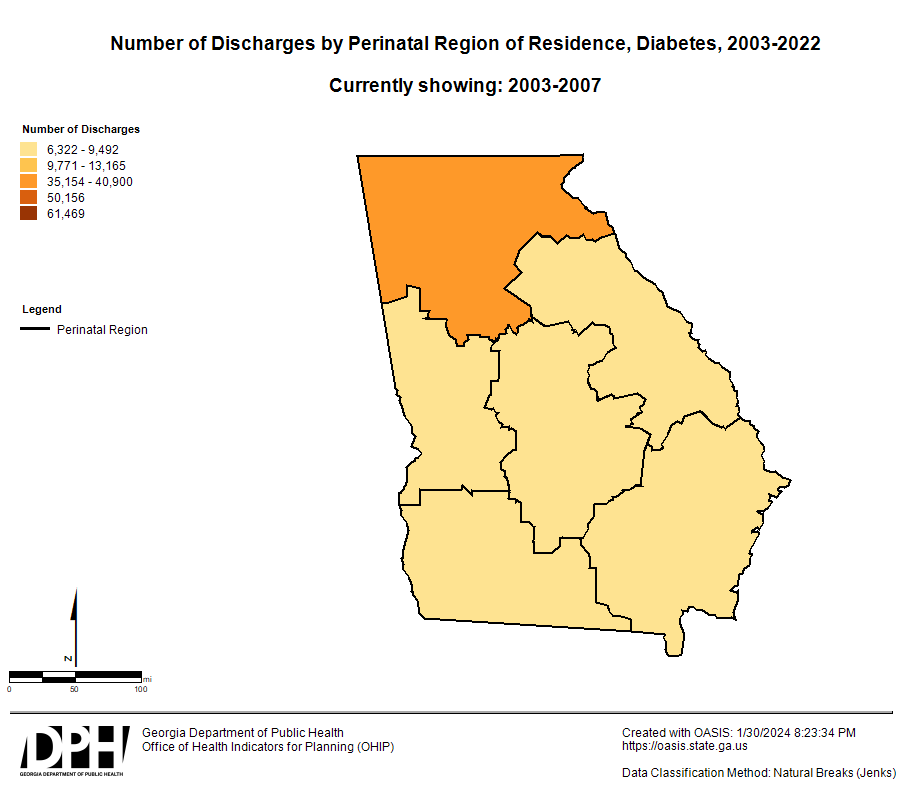 Number of Discharges by Perinatal Region of Residence, Diabetes, 2003-2022
Currently showing: 2003-2007
Number of Discharges
6,322 - 9,492
9,771 - 13,165
35,154 - 40,900
50,156
61,469
Legend
Perinatal Region
N
mi
0 50 100
DPH
GEORGIA DEPARTMENT OF PUBLIC HEALTH
Georgia Department of Public Health
Office of Health Indicators for Planning (OHIP)
Created with OASIS: 1/30/2024 8:23:34 PM
https://oasis.state.ga.us
Data Classification Method: Natural Breaks (Jenks)